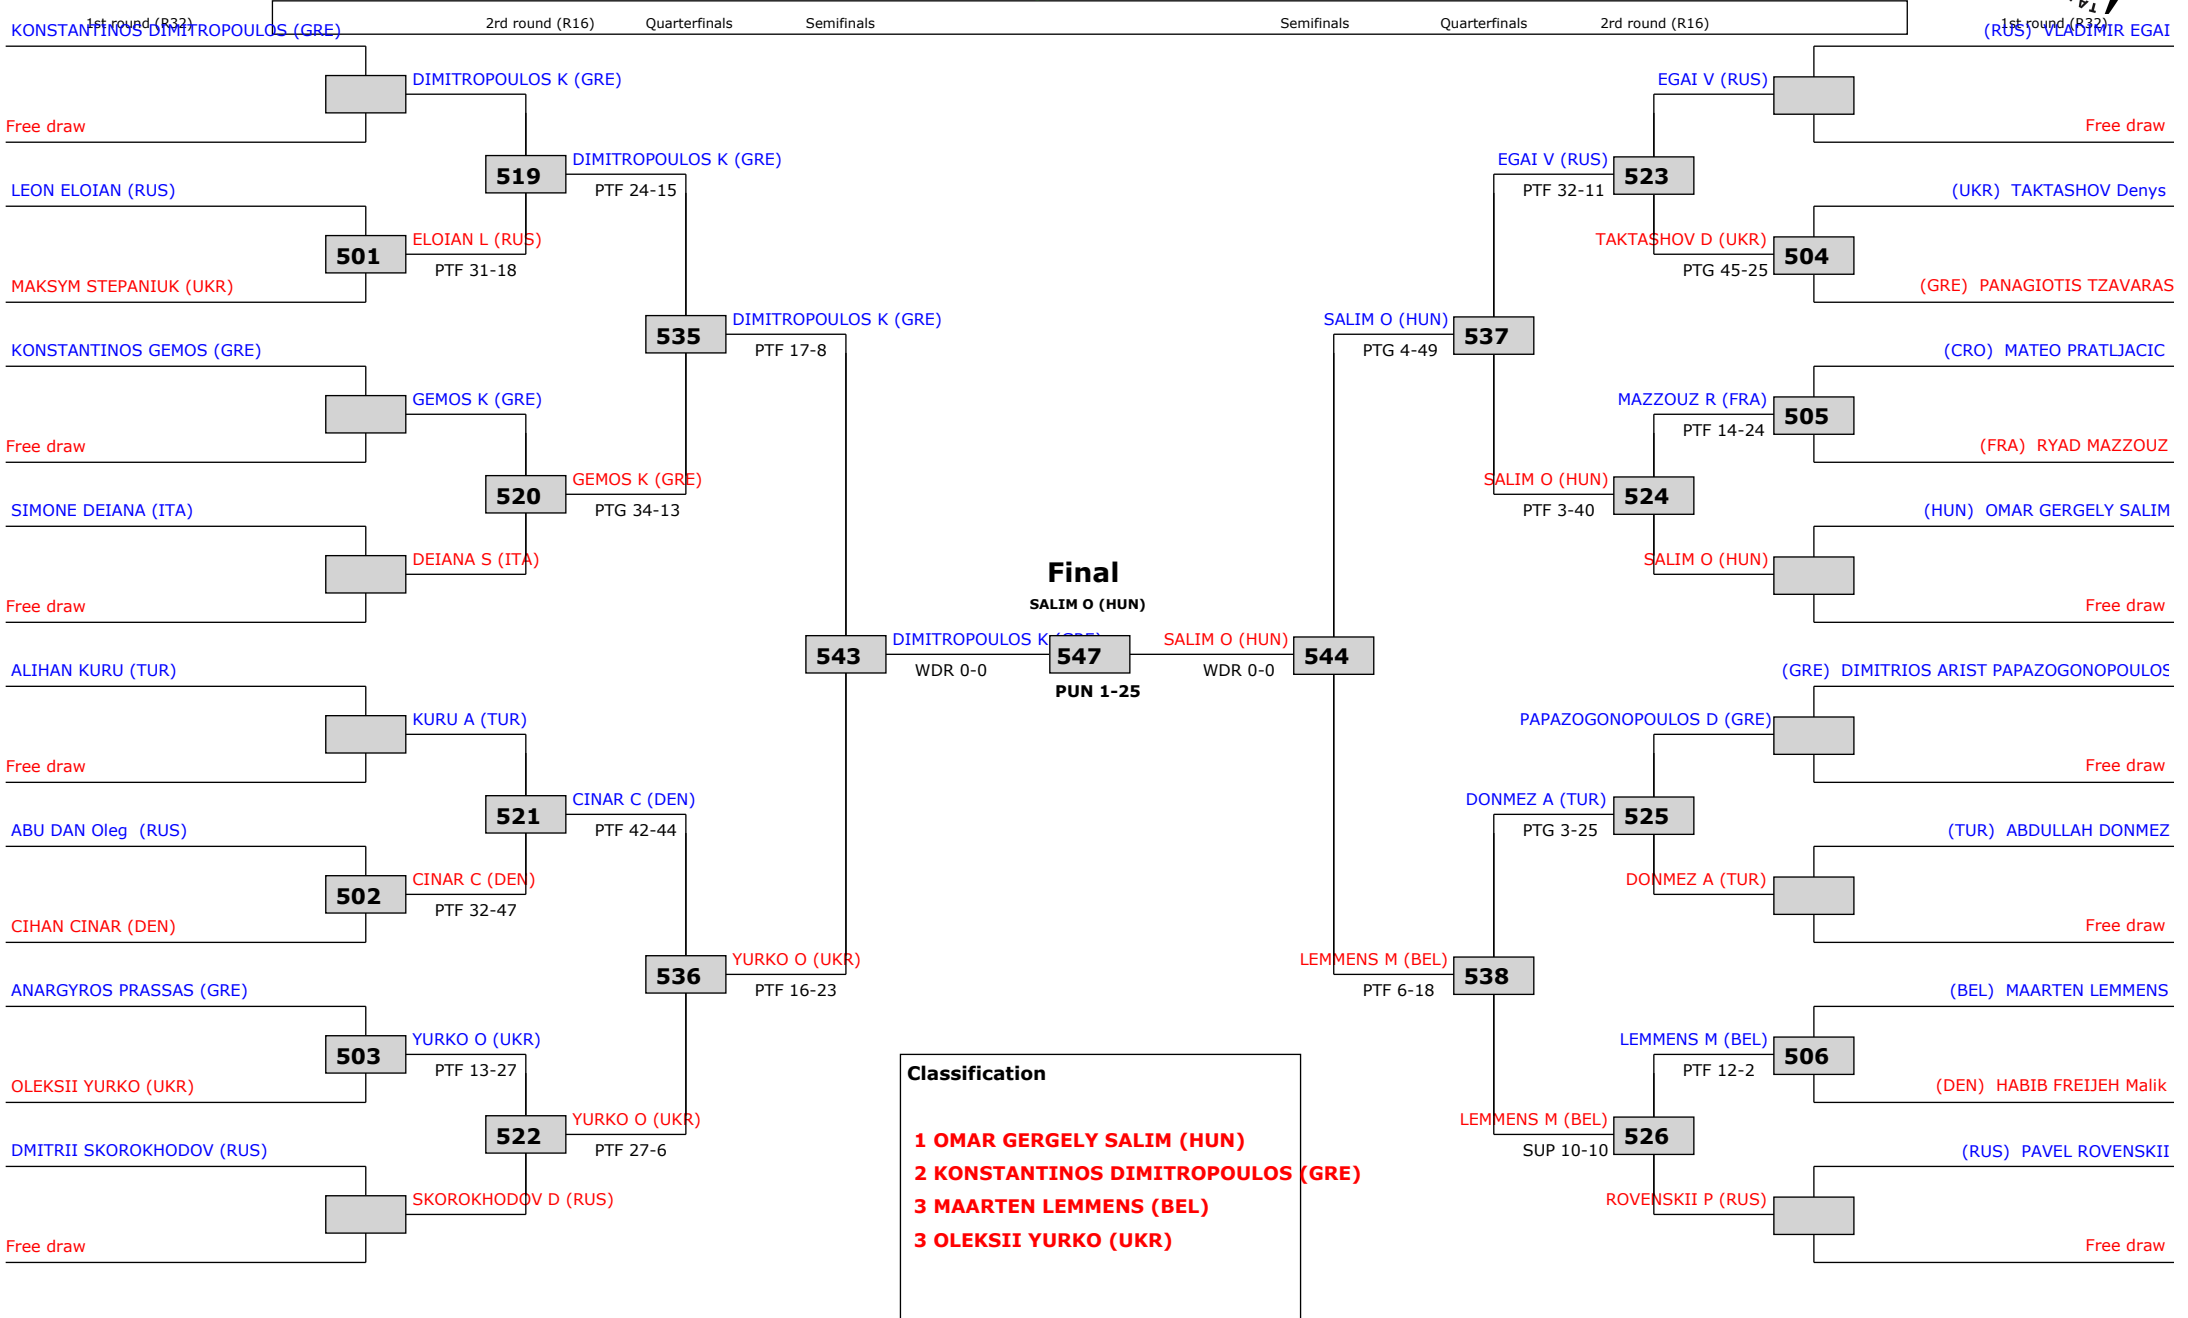 1st round (R32)
2nd round (R16)
Quarterfinals
Semifinals
Semifinals
Quarterfinals
2nd round (R16)
1st round (R32)
KONSTANTINOS DIMITROPOULOS (GRE)
Free draw
LEON ELOIAN (RUS)
MAKSYM STEPANIUK (UKR)
KONSTANTINOS GEMOS (GRE)
Free draw
SIMONE DEIANA (ITA)
Free draw
ALIHAN KURU (TUR)
Free draw
ABU DAN Oleg (RUS)
CIHAN CINAR (DEN)
ANARGYROS PRASSAS (GRE)
OLEKSII YURKO (UKR)
DMITRII SKOROKHODOV (RUS)
Free draw
DIMITROPOULOS K (GRE)
501
ELOIAN L (RUS)
PTF 31-18
GEMOS K (GRE)
DEIANA S (ITA)
KURU A (TUR)
502
CINAR C (DEN)
PTF 32-47
503
YURKO O (UKR)
PTF 13-27
SKOROKHODOV D (RUS)
519
DIMITROPOULOS K (GRE)
PTF 24-15
520
GEMOS K (GRE)
PTG 34-13
521
CINAR C (DEN)
PTF 42-44
522
YURKO O (UKR)
PTF 27-6
535
DIMITROPOULOS K (GRE)
PTF 17-8
536
YURKO O (UKR)
PTF 16-23
543
DIMITROPOULOS K (GRE)
WDR 0-0
Final
SALIM O (HUN)
547
PUN 1-25
SALIM O (HUN)
544
WDR 0-0
SALIM O (HUN)
537
PTG 4-49
LEMMENS M (BEL)
538
PTF 6-18
EGAI V (RUS)
523
PTF 32-11
SALIM O (HUN)
524
PTF 3-40
DONMEZ A (TUR)
525
PTG 3-25
LEMMENS M (BEL)
526
SUP 10-10
EGAI V (RUS)
TAKTASHOV D (UKR)
504
PTG 45-25
MAZZOUZ R (FRA)
505
PTF 14-24
SALIM O (HUN)
PAPAZOGONOPOULOS D (GRE)
DONMEZ A (TUR)
LEMMENS M (BEL)
506
PTF 12-2
ROVENSKII P (RUS)
(RUS) VLADIMIR EGAI
Free draw
(UKR) TAKTASHOV Denys
(GRE) PANAGIOTIS TZAVARAS
(CRO) MATEO PRATLJACIC
(FRA) RYAD MAZZOUZ
(HUN) OMAR GERGELY SALIM
Free draw
(GRE) DIMITRIOS ARIST PAPAZOGONOPOULOS
Free draw
(TUR) ABDULLAH DONMEZ
Free draw
(BEL) MAARTEN LEMMENS
(DEN) HABIB FREIJEH Malik
(RUS) PAVEL ROVENSKII
Free draw
Classification
1 OMAR GERGELY SALIM (HUN)
2 KONSTANTINOS DIMITROPOULOS (GRE)
3 MAARTEN LEMMENS (BEL)
3 OLEKSII YURKO (UKR)